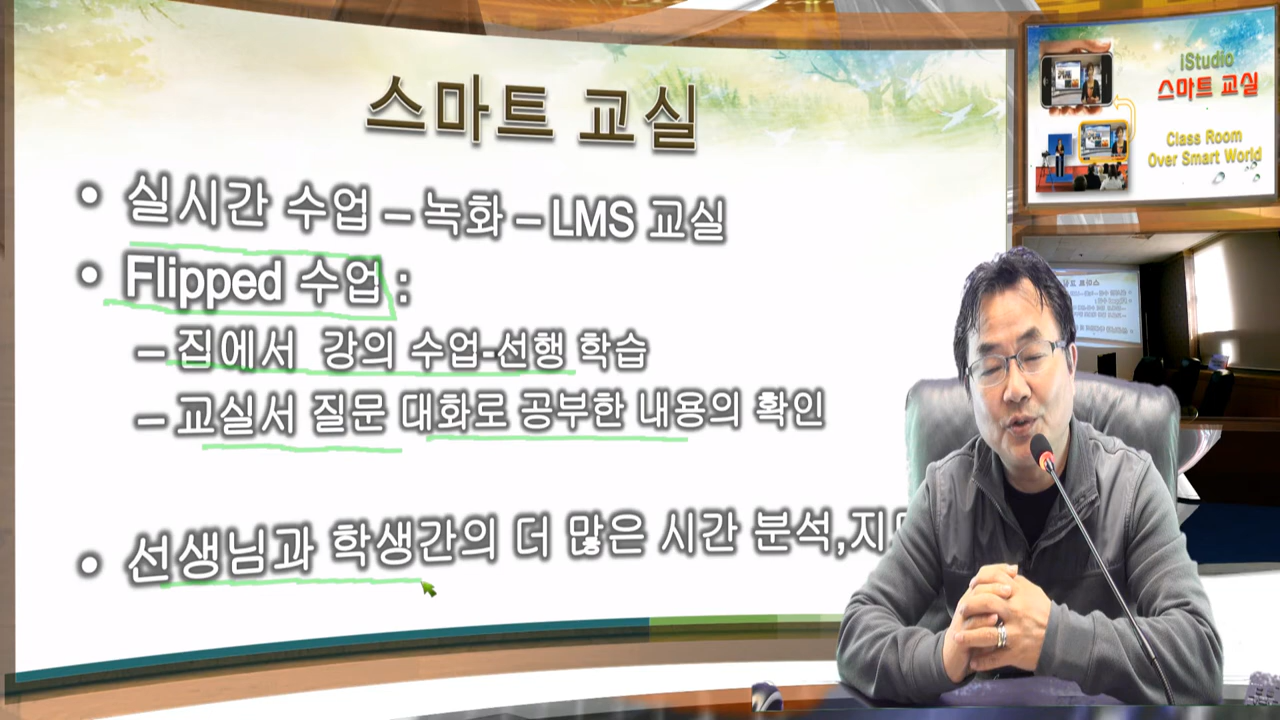 스마트 교실
• 실시간 수업 – 녹화 – LMS 교실
• Flipped 수업 :
– 집에서 강의 수업-선행 학습
– 교실서 질문 대화로 공부한 내용의 확인
• 선생님과 학생간의 더 많은 시간 분석,지
iStudio
스마트 교실
Class Room
Over Smart World